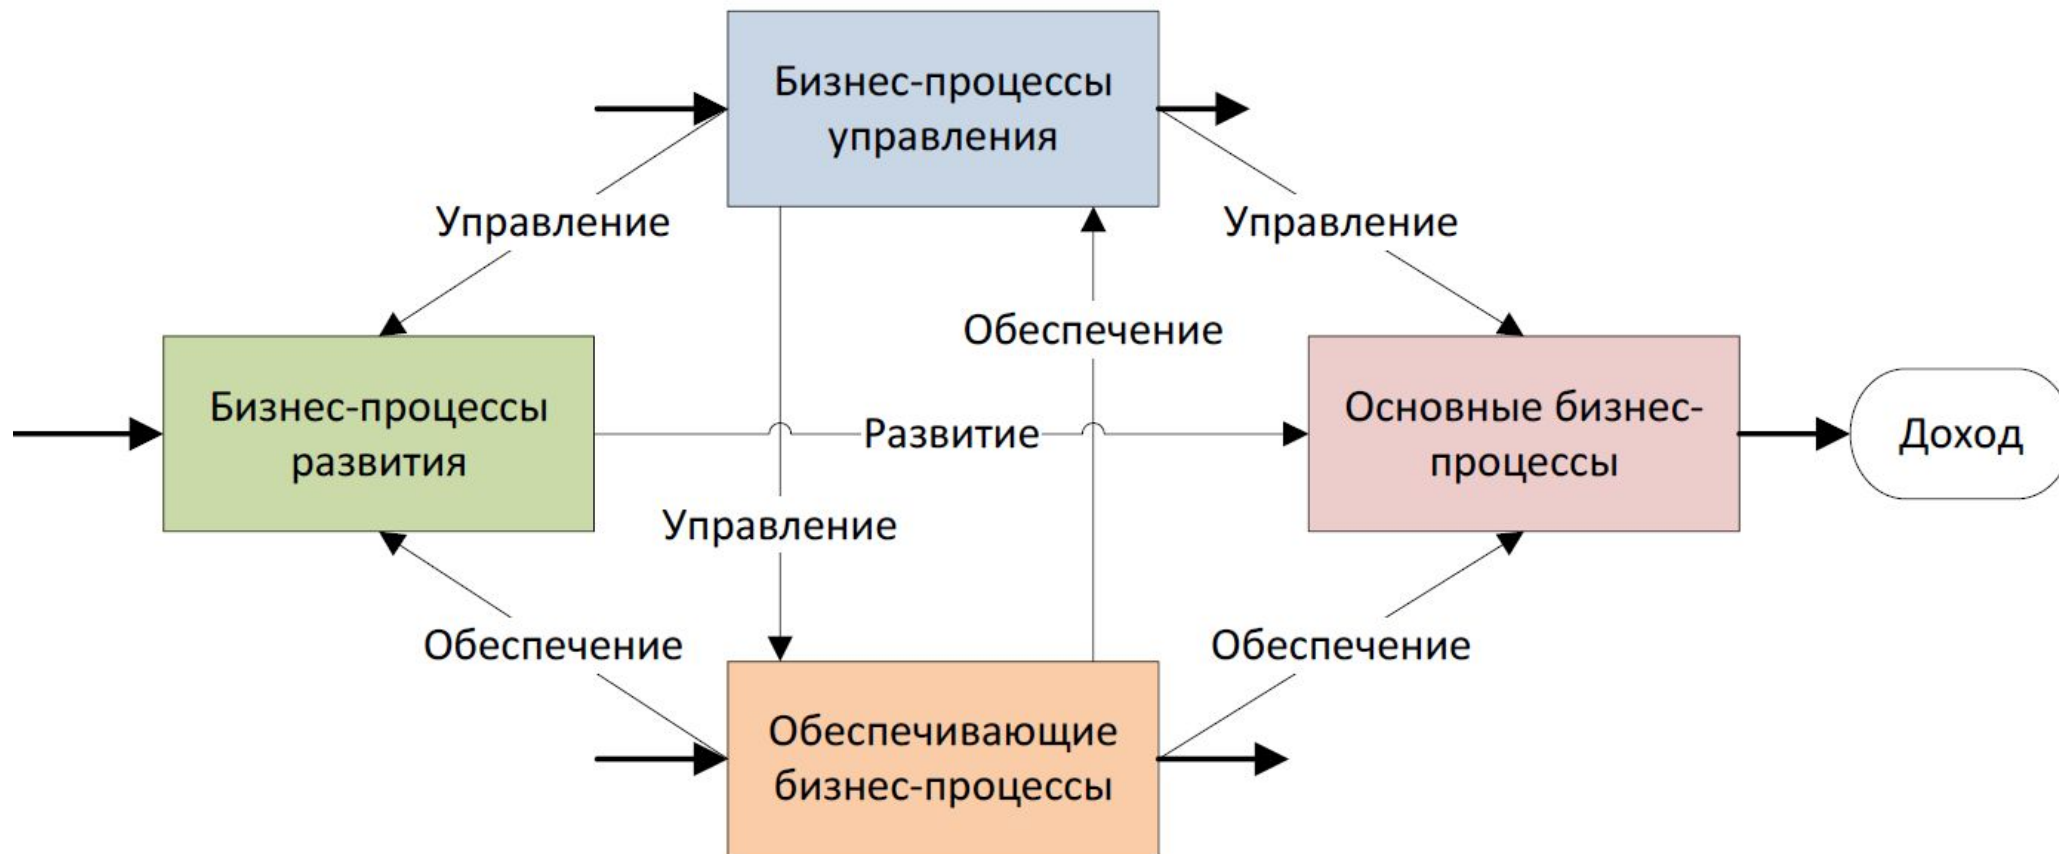 Бизнес-процессы
управления
Управление
Управление
Обеспечение
Бизнес-процессы
развития
Развитие
Основные бизнес-
процессы
Доход
Управление
Обеспечение
Обеспечение
Обеспечивающие
бизнес-процессы